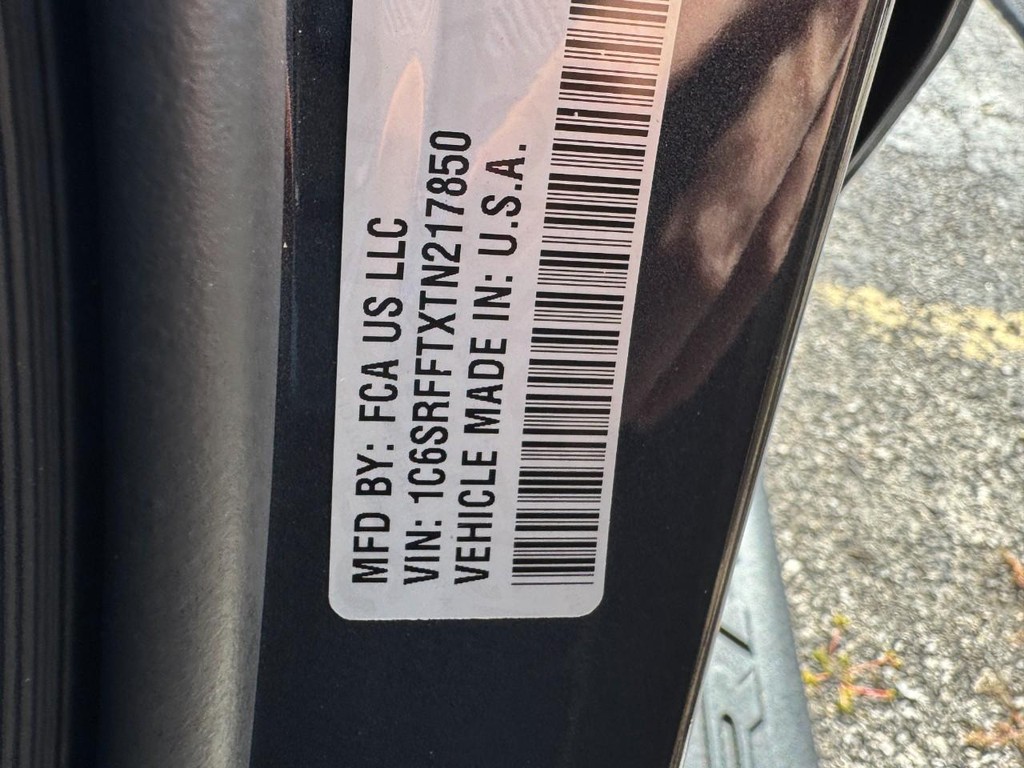 MFD BY: FCA US LLC
VIN: 1C6SRFFTXTN217850
VEHICLE MADE IN: U.S.A.